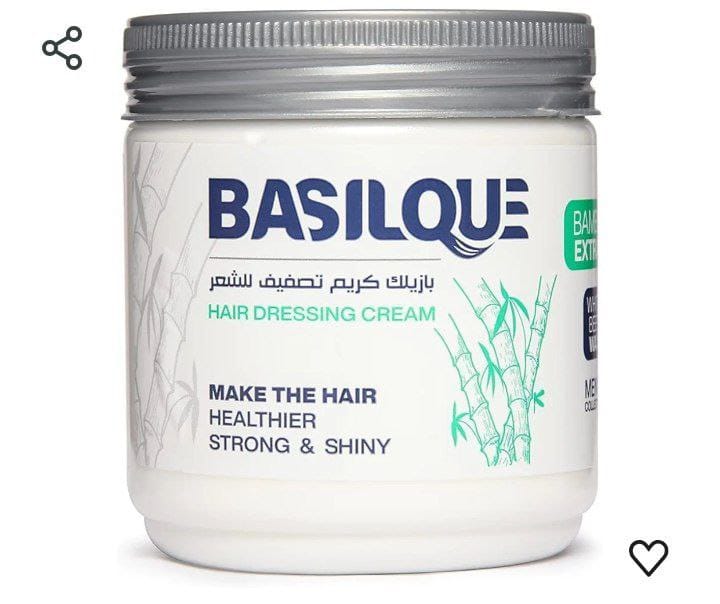 BASILQUE
بازيلك كريم تصفيف للشعر
HAIR DRESSING CREAM
MAKE THE HAIR
HEALTHIER
STRONG & SHINY